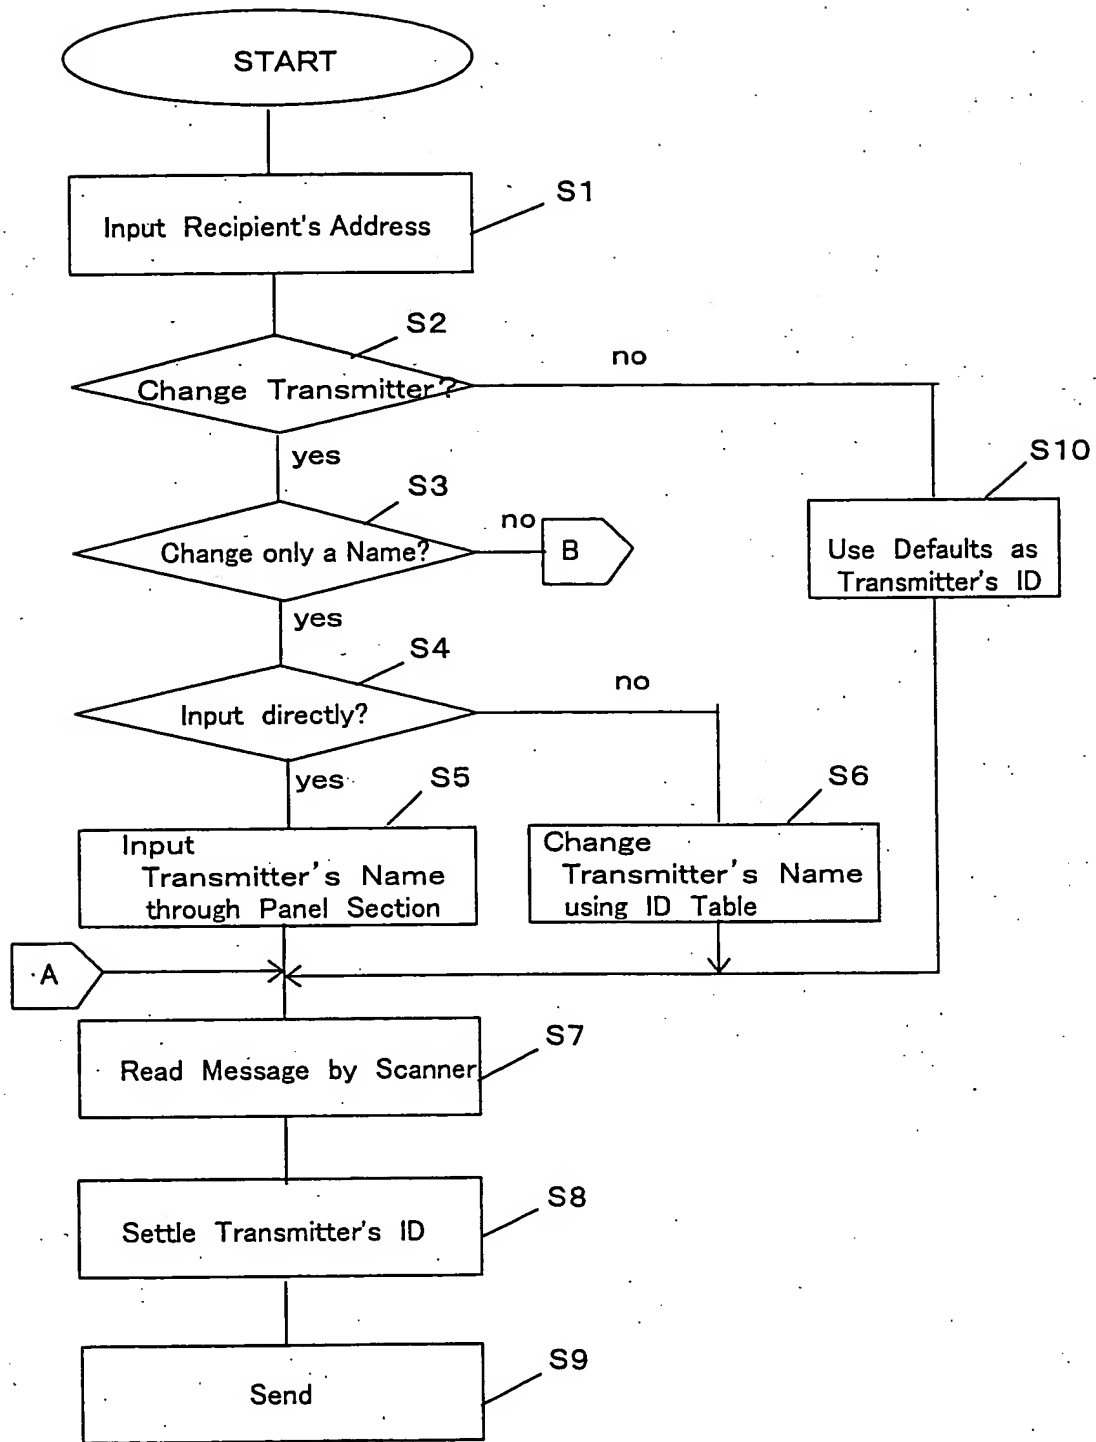 START
S1
Input Recipient's Address
S2
no
Change Transmitter?
yes
S10
S3
no
Change only a Name?
B
Use Defaults as
Transmitter's ID
yes
S4
no
Input directly?
yes
S5
S6
Input
Transmitter's Name
through Panel Section
Change
Transmitter's Name
using ID Table
A
S7
Read Message by Scanner
S8
Settle Transmitter's ID
S9
Send